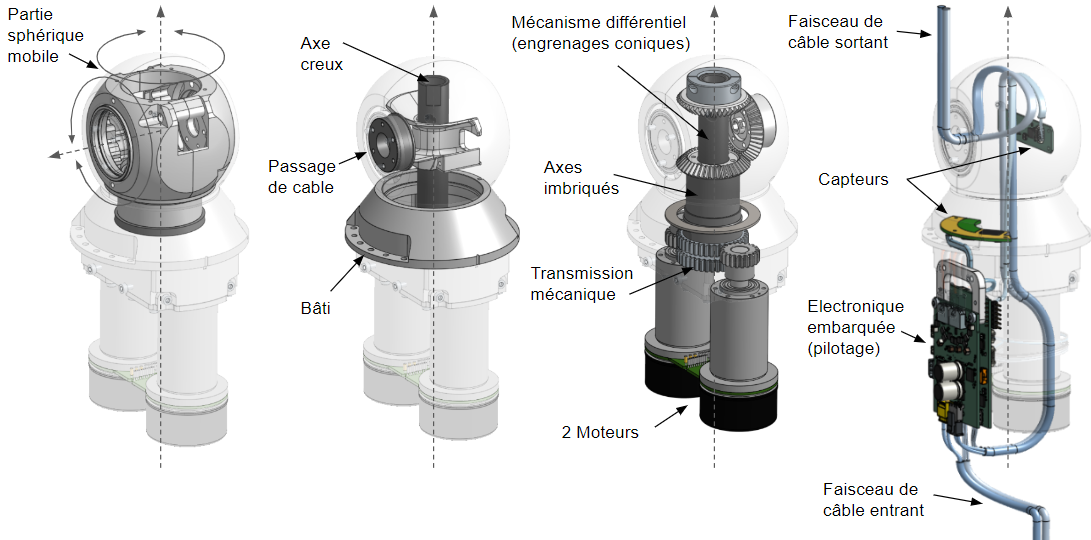 Partie
sphérique
mobile
Axe
creux
Passage
de cable
Bâti
Mécanisme différentiel
(engrenages coniques)
Axes
imbriqués
Transmission
mécanique
2 Moteurs
Faisceau de
câble sortant
Capteurs
Electronique
embarquée
(pilotage)
Faisceau de
câble entrant